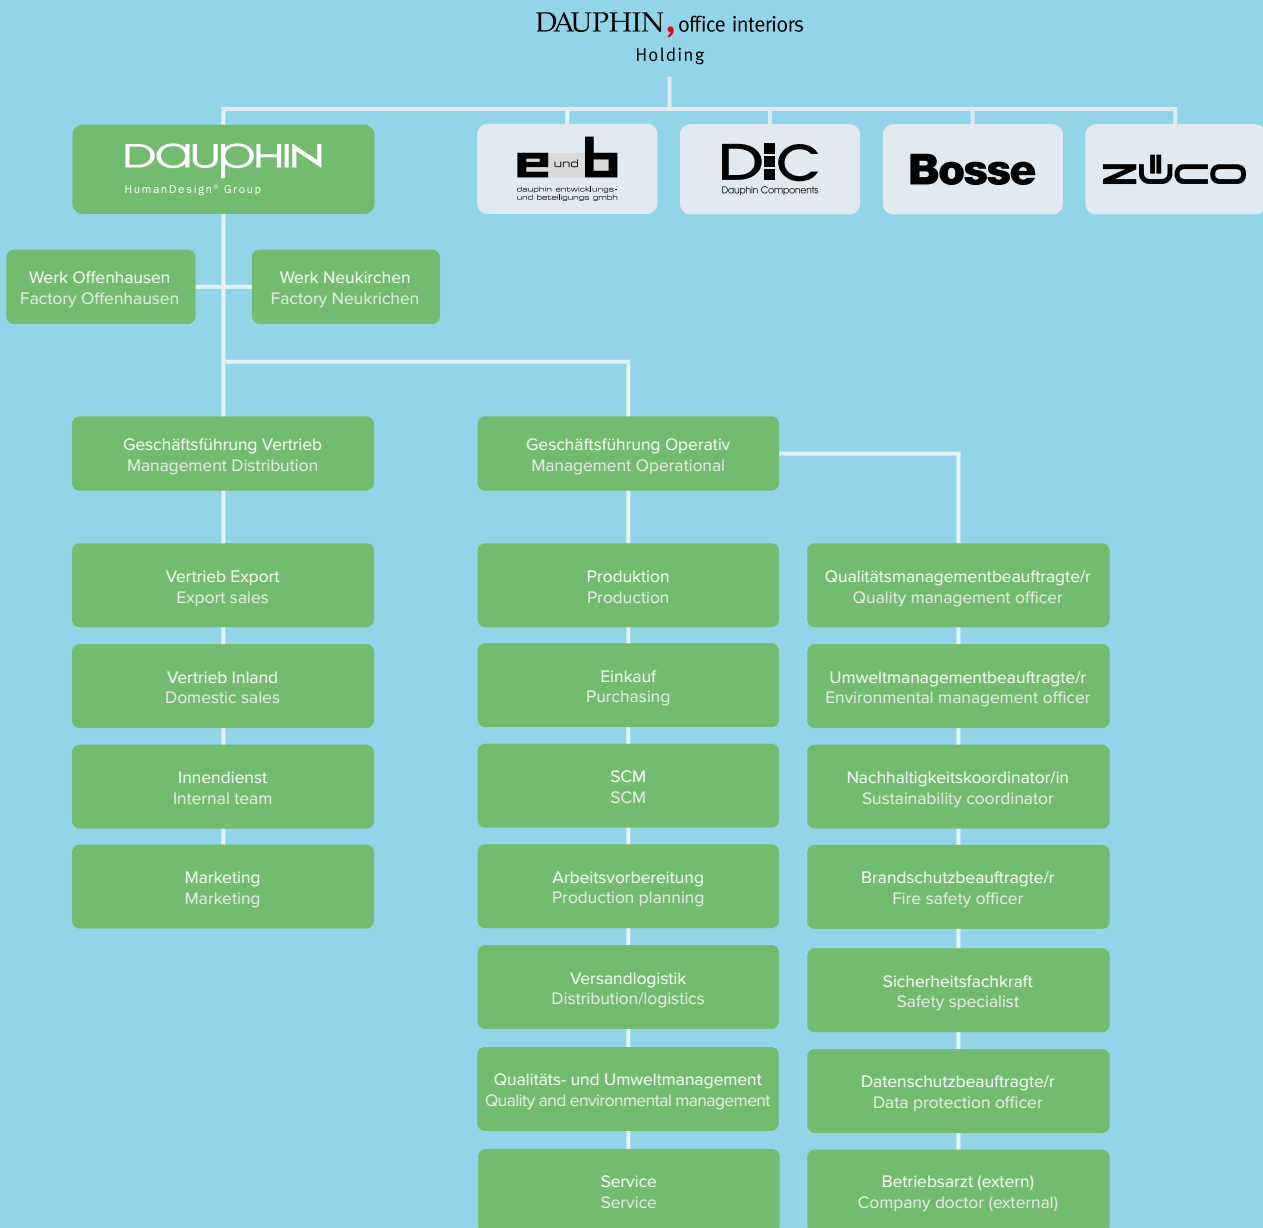 DAUPHIN, office interiors
Holding
DAUPHIN
HumanDesign® Group
e und b
dauphin entwicklungs-
und beteiligungs gmbh
DC
Dauphin Components
Bosse
züco
Werk Offenhausen
Factory Offenhausen
Werk Neukirchen
Factory Neukrichen
Geschäftsführung Vertrieb
Management Distribution
Geschäftsführung Operativ
Management Operational
Vertrieb Export
Export sales
Vertrieb Inland
Domestic sales
Innendienst
Internal team
Marketing
Marketing
Produktion
Production
Einkauf
Purchasing
SCM
SCM
Arbeitsvorbereitung
Production planning
Versandlogistik
Distribution/logistics
Qualitäts- und Umweltmanagement
Quality and environmental management
Service
Service
Qualitätsmanagementbeauftragte/r
Quality management officer
Umweltmanagementbeauftragte/r
Environmental management officer
Nachhaltigkeitskoordinator/in
Sustainability coordinator
Brandschutzbeauftragte/r
Fire safety officer
Sicherheitsfachkraft
Safety specialist
Datenschutzbeauftragte/r
Data protection officer
Betriebsarzt (extern)
Company doctor (external)